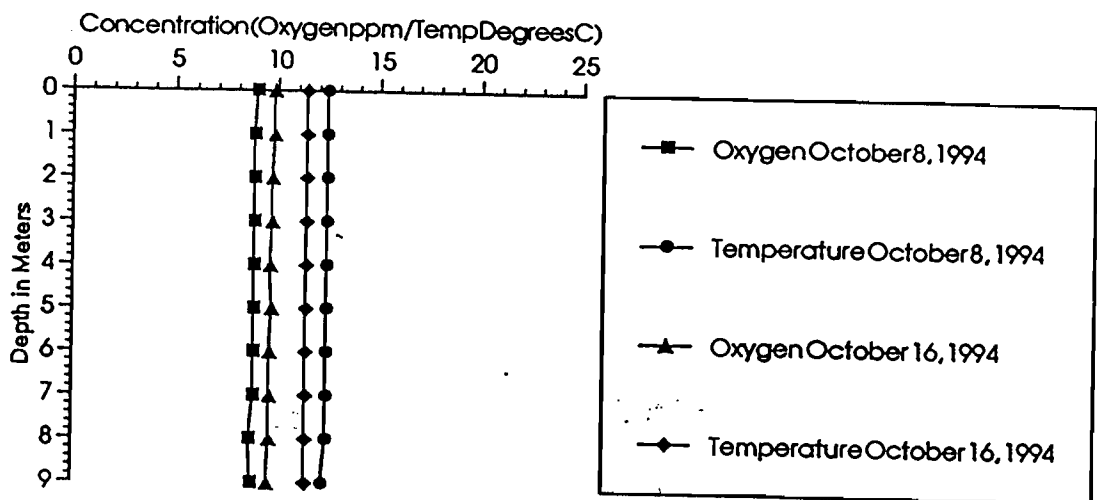 Concentration(Oxygenppm/TempDegreesC)
0 5 10 15 20 25
Depth in Meters
0
1
2
3
4
5
6
7
8
9
OxygenOctober8,1994
TemperatureOctober8,1994
OxygenOctober16,1994
TemperatureOctober16,1994